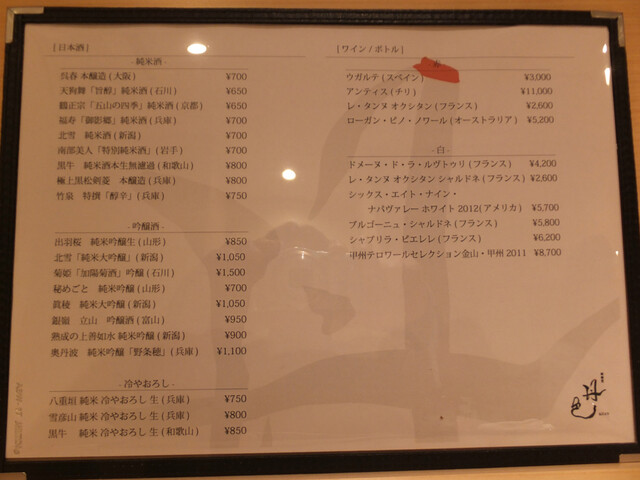 [日本酒]
- 純米酒 -
呉春 本醸造 (大阪) ¥700
天狗舞「旨醇」純米酒 (石川) ¥650
鶴正宗「五山の四季」純米酒 (京都) ¥650
福寿「御影郷」純米酒 (兵庫) ¥700
北雪 純米酒 (新潟) ¥700
南部美人「特別純米酒」(岩手) ¥700
黒牛 純米酒本生無濾過 (和歌山) ¥800
極上黒松剣菱 本醸造 (兵庫) ¥800
竹泉 特撰「醇辛」(兵庫) ¥750
- 吟醸酒 -
出羽桜 純米吟醸生 (山形) ¥850
北雪「純米大吟醸」(新潟) ¥1,050
菊姫「加陽菊酒」吟醸 (石川) ¥1,500
秘めごと 純米吟醸 (山形) ¥700
眞稜 純米大吟醸 (新潟) ¥1,050
銀嶺 立山 吟醸酒 (富山) ¥950
熟成の上善如水 純米吟醸 (新潟) ¥900
奥丹波 純米吟醸「野条穂」(兵庫) ¥1,100
- 冷やおろし -
八重垣 純米 冷やおろし 生 (兵庫) ¥750
雪彦山 純米 冷やおろし 生 (兵庫) ¥800
黒牛 純米 冷やおろし 生 (和歌山) ¥850
[ワイン / ボトル]
ウガルテ (スペイン) ¥3,000
アンティス (チリ) ¥11,000
レ・タンヌ オクシタン (フランス) ¥2,600
ローガン・ピノ・ノワール (オーストラリア) ¥5,200
- 白 -
ドメーヌ・ド・ラ・ルヴトゥリ (フランス) ¥4,200
レ・タンヌ オクシタン シャルドネ (フランス) ¥2,600
シックス・エイト・ナイン・
ナパヴァレー ホワイト 2012 (アメリカ) ¥5,700
ブルゴーニュ・シャルドネ (フランス) ¥5,800
シャブリラ・ピエレレ (フランス) ¥6,200
甲州テロワールセレクション金山・甲州 2011 ¥8,700